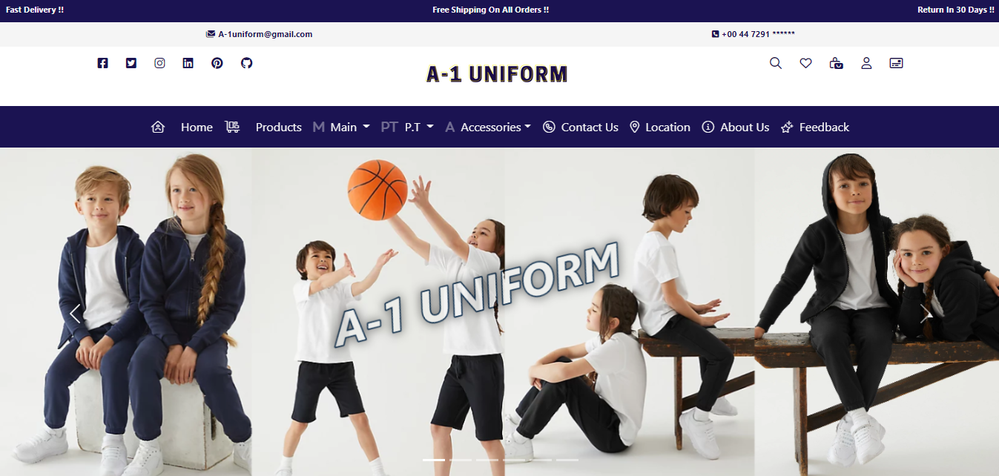 Fast Delivery !!
Free Shipping On All Orders !!
Return In 30 Days !!
A-1uniform@gmail.com
+00 44 7291 ******
A-1 UNIFORM
Home
Products
M Main
PT P.T
A Accessories
Contact Us
Location
About Us
Feedback
A-1 UNIFORM